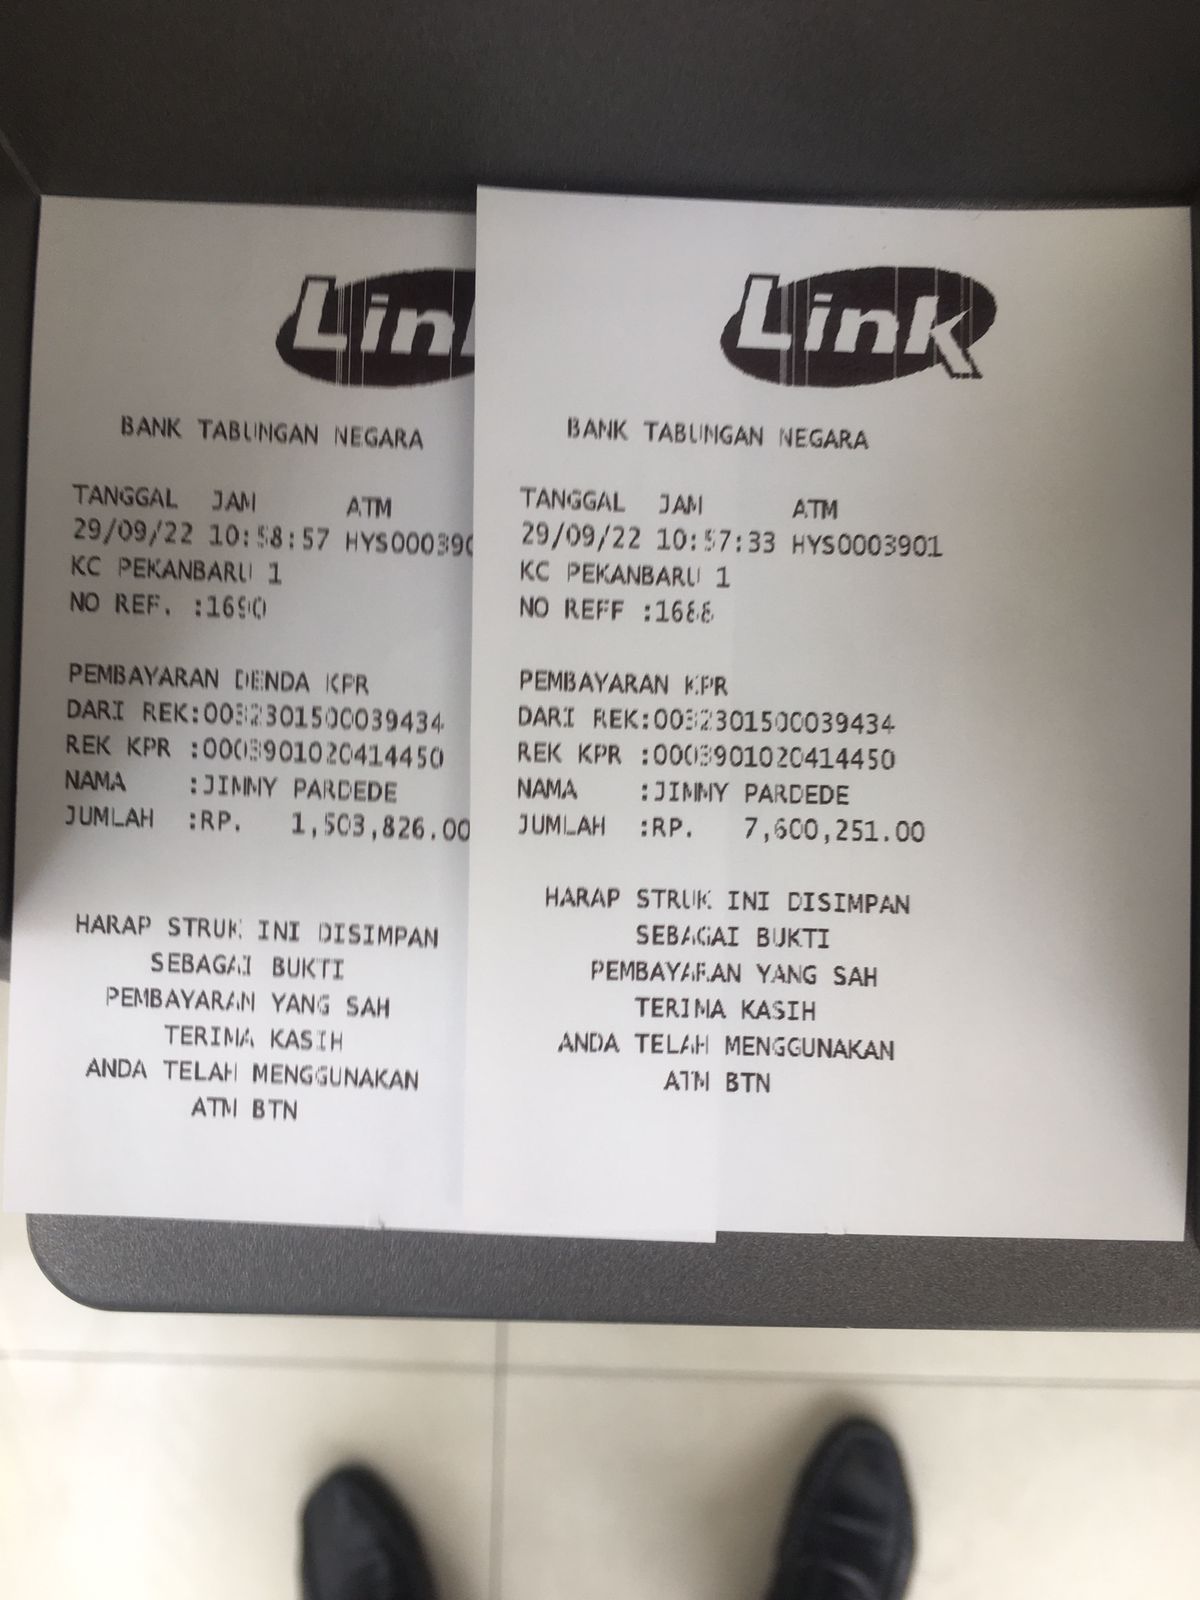 Lin
BANK TABUNGAN NEGARA
TANGGAL JAM ATM
29/09/22 10:58:57 HYS000390
KC PEKANBARU 1
NO REF. :1690
PEMBAYARAN DENDA KPR
DARI REK:0032301500039434
REK KPR :0003901020414450
NAMA :JIMMY PARDEDE
JUMLAH :RP. 1,503,826.00
HARAP STRUK INI DISIMPAN
SEBAGAI BUKTI
PEMBAYARAN YANG SAH
TERIMA KASIH
ANDA TELAH MENGGUNAKAN
ATM BTN
Link
BANK TABUNGAN NEGARA
TANGGAL JAM ATM
29/09/22 10:57:33 HYS0003901
KC PEKANBARU 1
NO REFF :1688
PEMBAYARAN KPR
DARI REK:0032301500039434
REK KPR :0003901020414450
NAMA :JIMMY PARDEDE
JUMLAH :RP. 7,600,251.00
HARAP STRUK INI DISIMPAN
SEBAGAI BUKTI
PEMBAYARAN YANG SAH
TERIMA KASIH
ANDA TELAH MENGGUNAKAN
ATM BTN